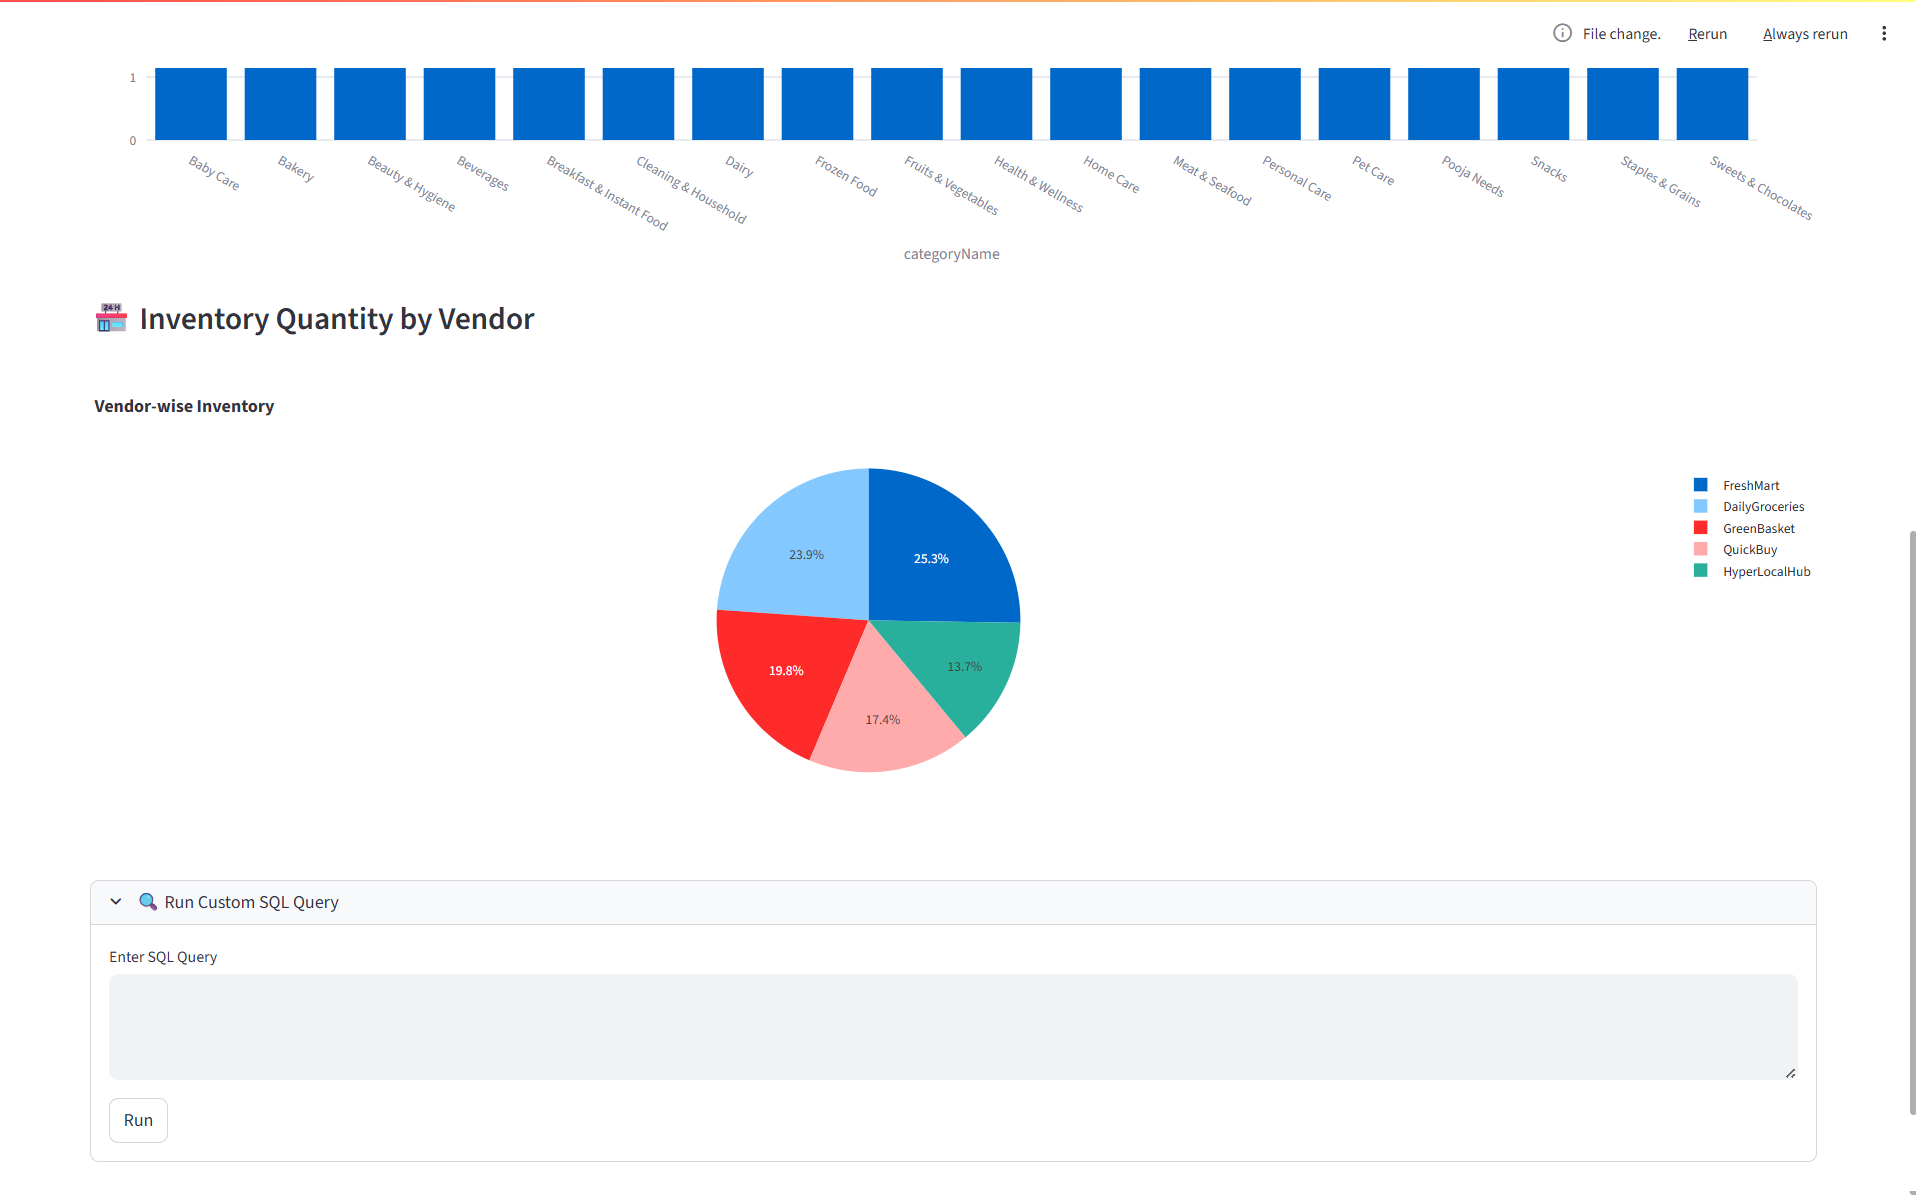 File change. Rerun Always rerun
1
0
Baby Care
Bakery
Beauty & Hygiene
Beverages
Breakfast & Instant Food
Cleaning & Household
Dairy
Frozen Food
Fruits & Vegetables
Health & Wellness
Home Care
Meat & Seafood
Personal Care
Pet Care
Pooja Needs
Snacks
Staples & Grains
Sweets & Chocolates
categoryName
24 H
Inventory Quantity by Vendor
Vendor-wise Inventory
FreshMart
DailyGroceries
GreenBasket
QuickBuy
HyperLocalHub
23.9%
25.3%
13.7%
19.8%
17.4%
Run Custom SQL Query
Enter SQL Query
Run